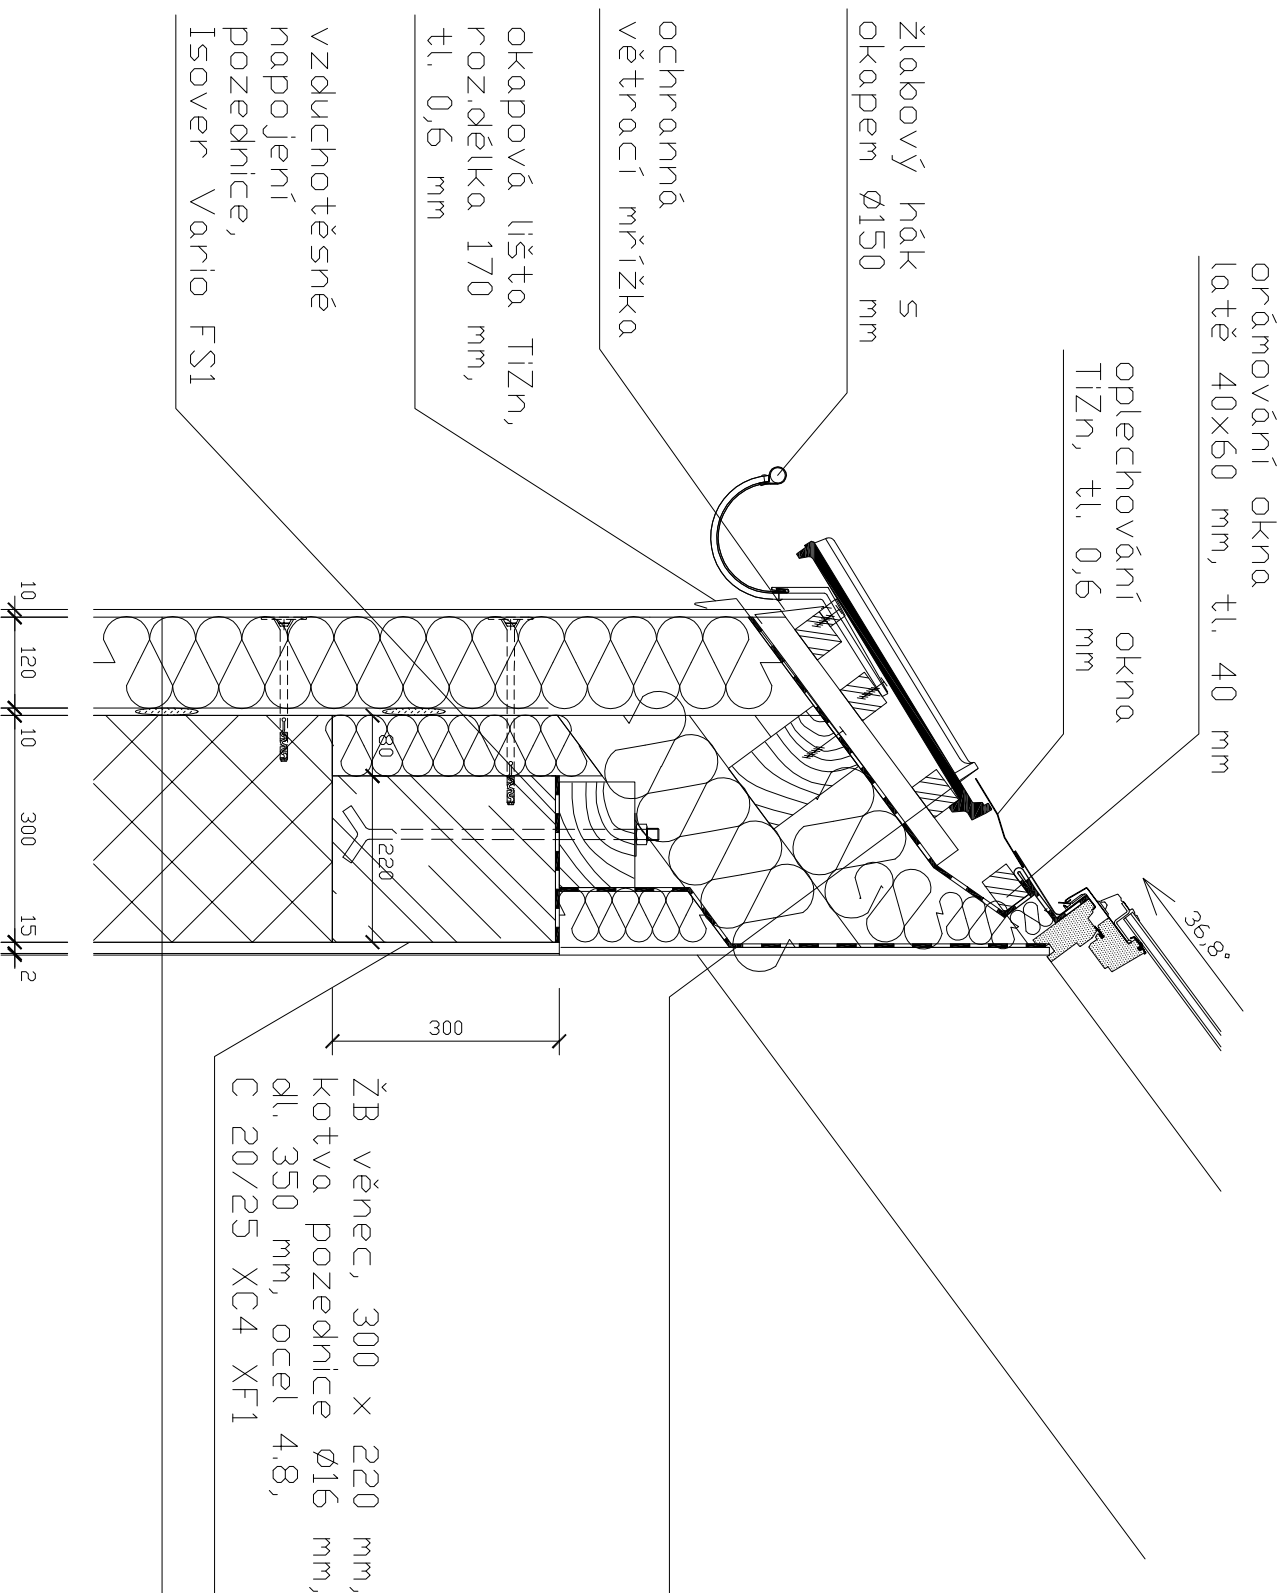 orámování okna
latě 40x60 mm, tl. 40 mm
oplechování okna
TiZn, tl. 0,6 mm
žlabový hák s
okapem Ø150 mm
ochranná
větrací mřížka
okapová lišta TiZn,
roz.délka 170 mm,
tl. 0,6 mm
vzduchotěsné
napojení
pozednice,
Isover Vario FS1
36,8°
80
220
300
ŽB věnec, 300 x 220 mm,
kotva pozednice Ø16 mm,
dl. 350 mm, ocel 4.8,
C 20/25 XC4 XF1
10 120 10 300 15 2